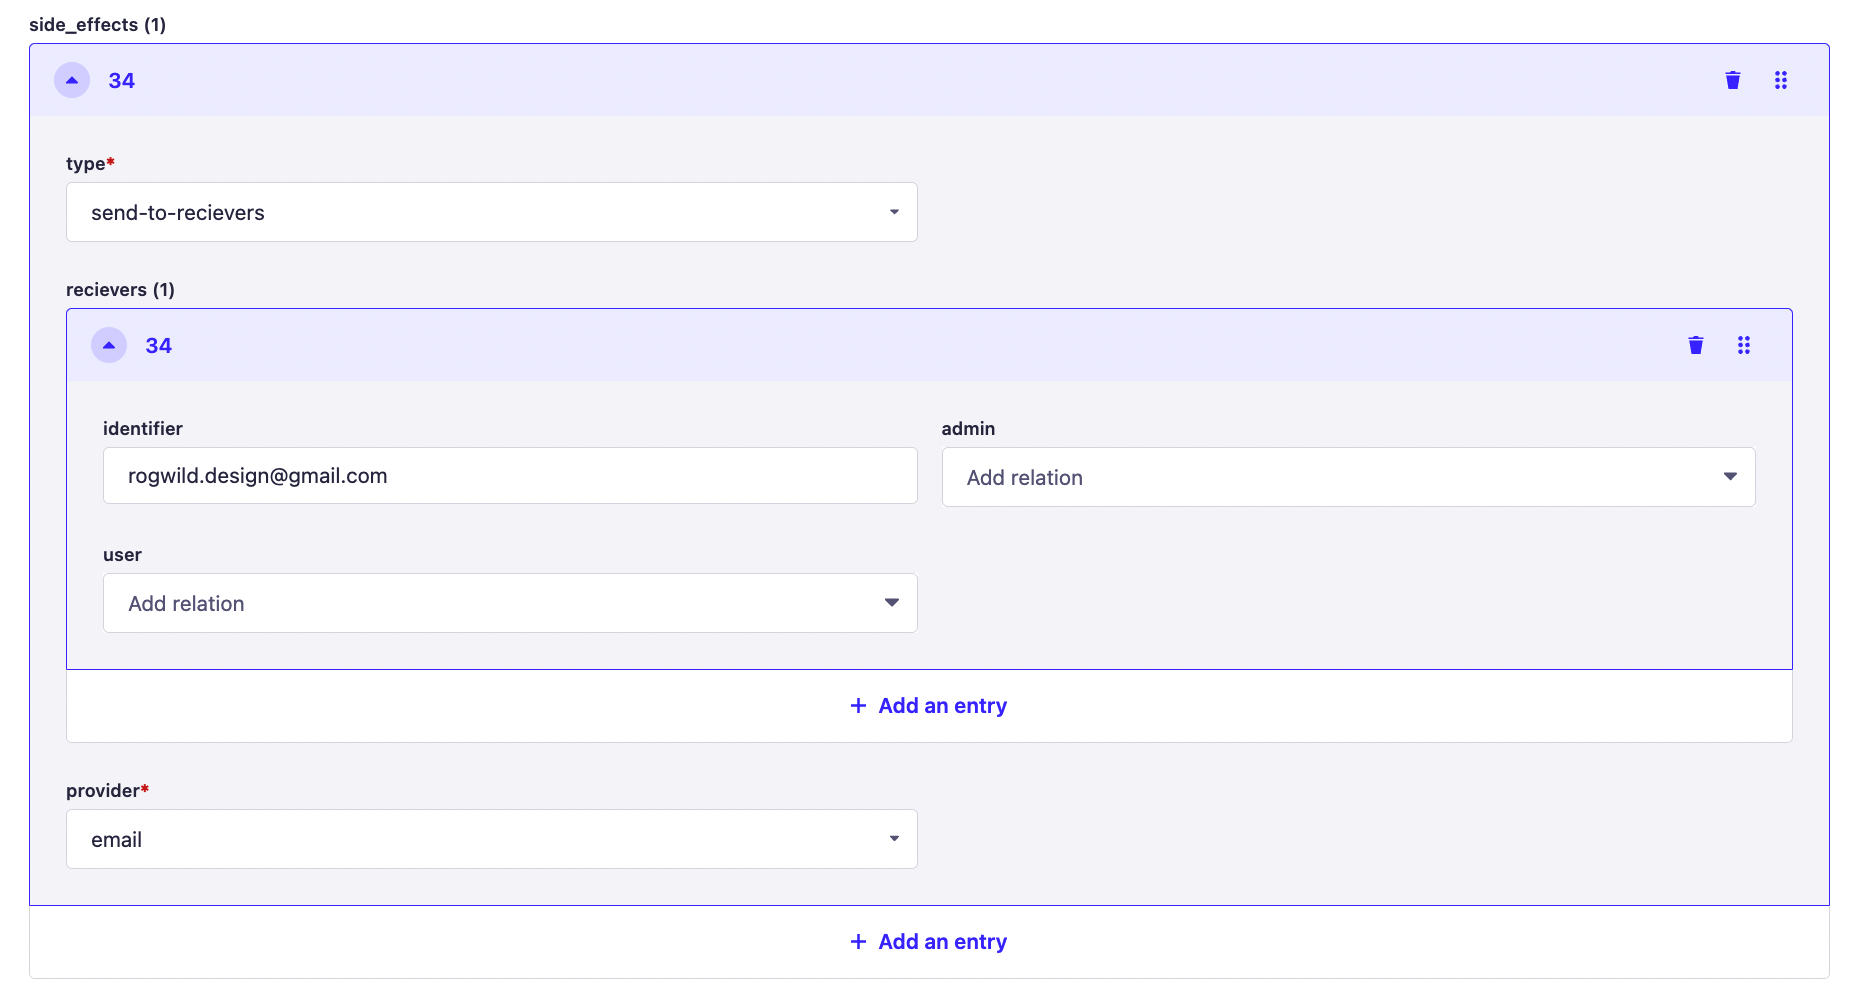 side_effects (1)
34
type*
send-to-recievers
recievers (1)
34
identifier
admin
rogwild.design@gmail.com
Add relation
user
Add relation
+ Add an entry
provider*
email
+ Add an entry